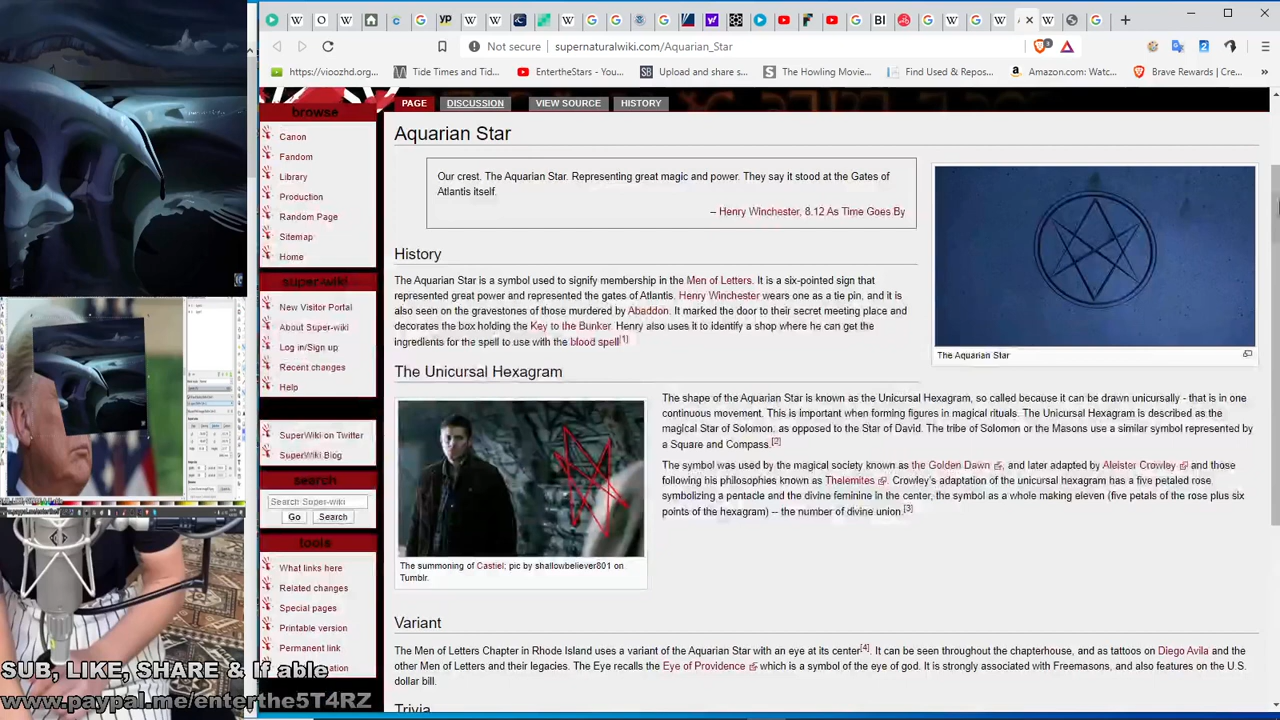 Not secure
supernaturalwiki.com/Aquarian_Star
https://vioozhd.org...
Tide Times and Tid...
EntertheStars - You...
Upload and share s...
The Howling Movie...
Find Used & Repos...
Amazon.com: Watc...
Brave Rewards | Cre...
PAGE
DISCUSSION
VIEW SOURCE
HISTORY
browse
Canon
Fandom
Library
Production
Random Page
Sitemap
Home
super-wiki
New Visitor Portal
About Super-wiki
Log in/Sign up
Recent changes
Help
SuperWiki on Twitter
SuperWiki Blog
search
Search Super-wiki
Go
Search
tools
What links here
Related changes
Special pages
Printable version
Permanent link
Aquarian Star
Our crest. The Aquarian Star. Representing great magic and power. They say it stood at the Gates of
Atlantis itself.
– Henry Winchester, 8.12 As Time Goes By
The Aquarian Star
History
The Aquarian Star is a symbol used to signify membership in the Men of Letters. It is a six-pointed sign that
represented great power and represented the gates of Atlantis. Henry Winchester wears one as a tie pin, and it is
also seen on the gravestones of those murdered by Abaddon. It marked the door to their secret meeting place and
decorates the box holding the Key to the Bunker. Henry also uses it to identify a shop where he can get the
ingredients for the spell to use with the blood spell[1]
The Unicursal Hexagram
The shape of the Aquarian Star is known as the Unicursal Hexagram, so called because it can be drawn unicursally - that is in one
continuous movement. This is important when forming figures in magical rituals. The Unicursal Hexagram is described as the
magical Star of Solomon, as opposed to the Star of David. The tribe of Solomon or the Masons use a similar symbol represented by
a Square and Compass.[2]
The symbol was used by the magical society known as the Golden Dawn, and later adapted by Aleister Crowley and those
following his philosophies known as Thelemites. Crowley's adaptation of the unicursal hexagram has a five petaled rose
symbolizing a pentacle and the divine feminine in the center, the symbol as a whole making eleven (five petals of the rose plus six
points of the hexagram) -- the number of divine union.[3]
The summoning of Castiel; pic by shallowbeliever801 on
Tumblr.
Variant
The Men of Letters Chapter in Rhode Island uses a variant of the Aquarian Star with an eye at its center[4]. It can be seen throughout the chapterhouse, and as tattoos on Diego Avila and the
other Men of Letters and their legacies. The Eye recalls the Eye of Providence which is a symbol of the eye of god. It is strongly associated with Freemasons, and also features on the U.S.
dollar bill.
Trivia
SUB, LIKE, SHARE & If able
www.paypal.me/enterthe5T4RZ